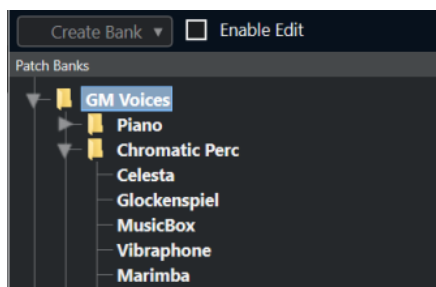 Create Bank Enable Edit
Patch Banks
GM Voices
Piano
Chromatic Perc
Celesta
Glockenspiel
MusicBox
Vibraphone
Marimba